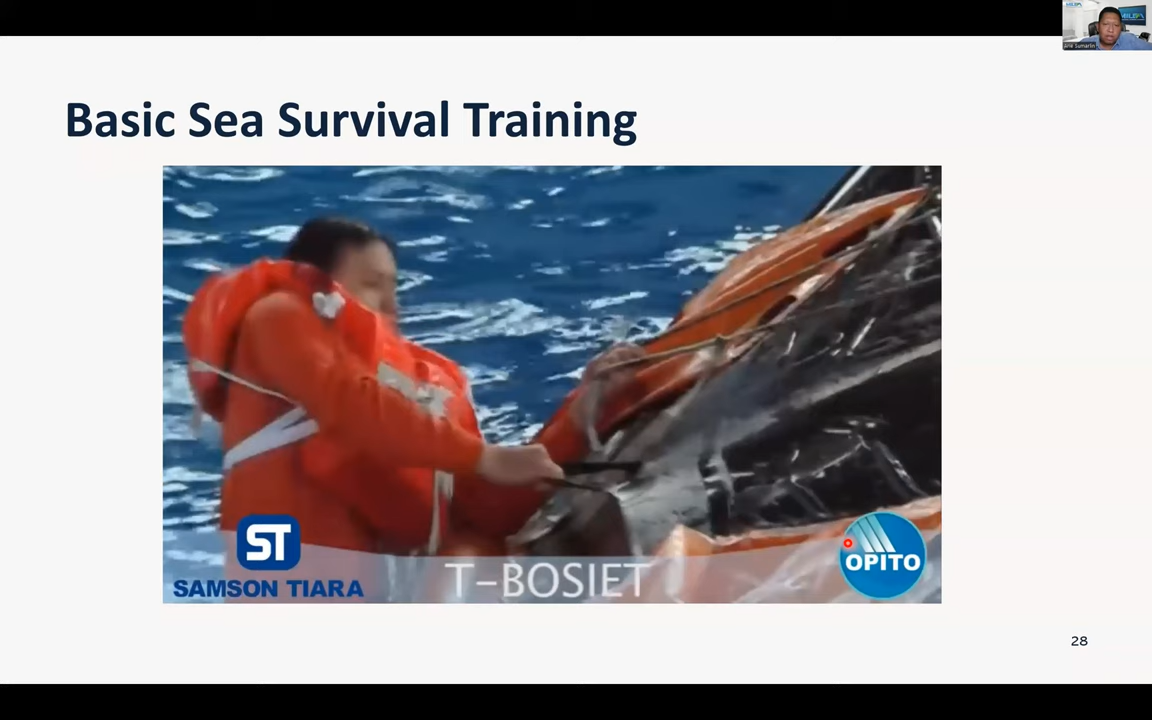 Basic Sea Survival Training
ST
SAMSON TIARA
T-BOSIET
OPITO
28